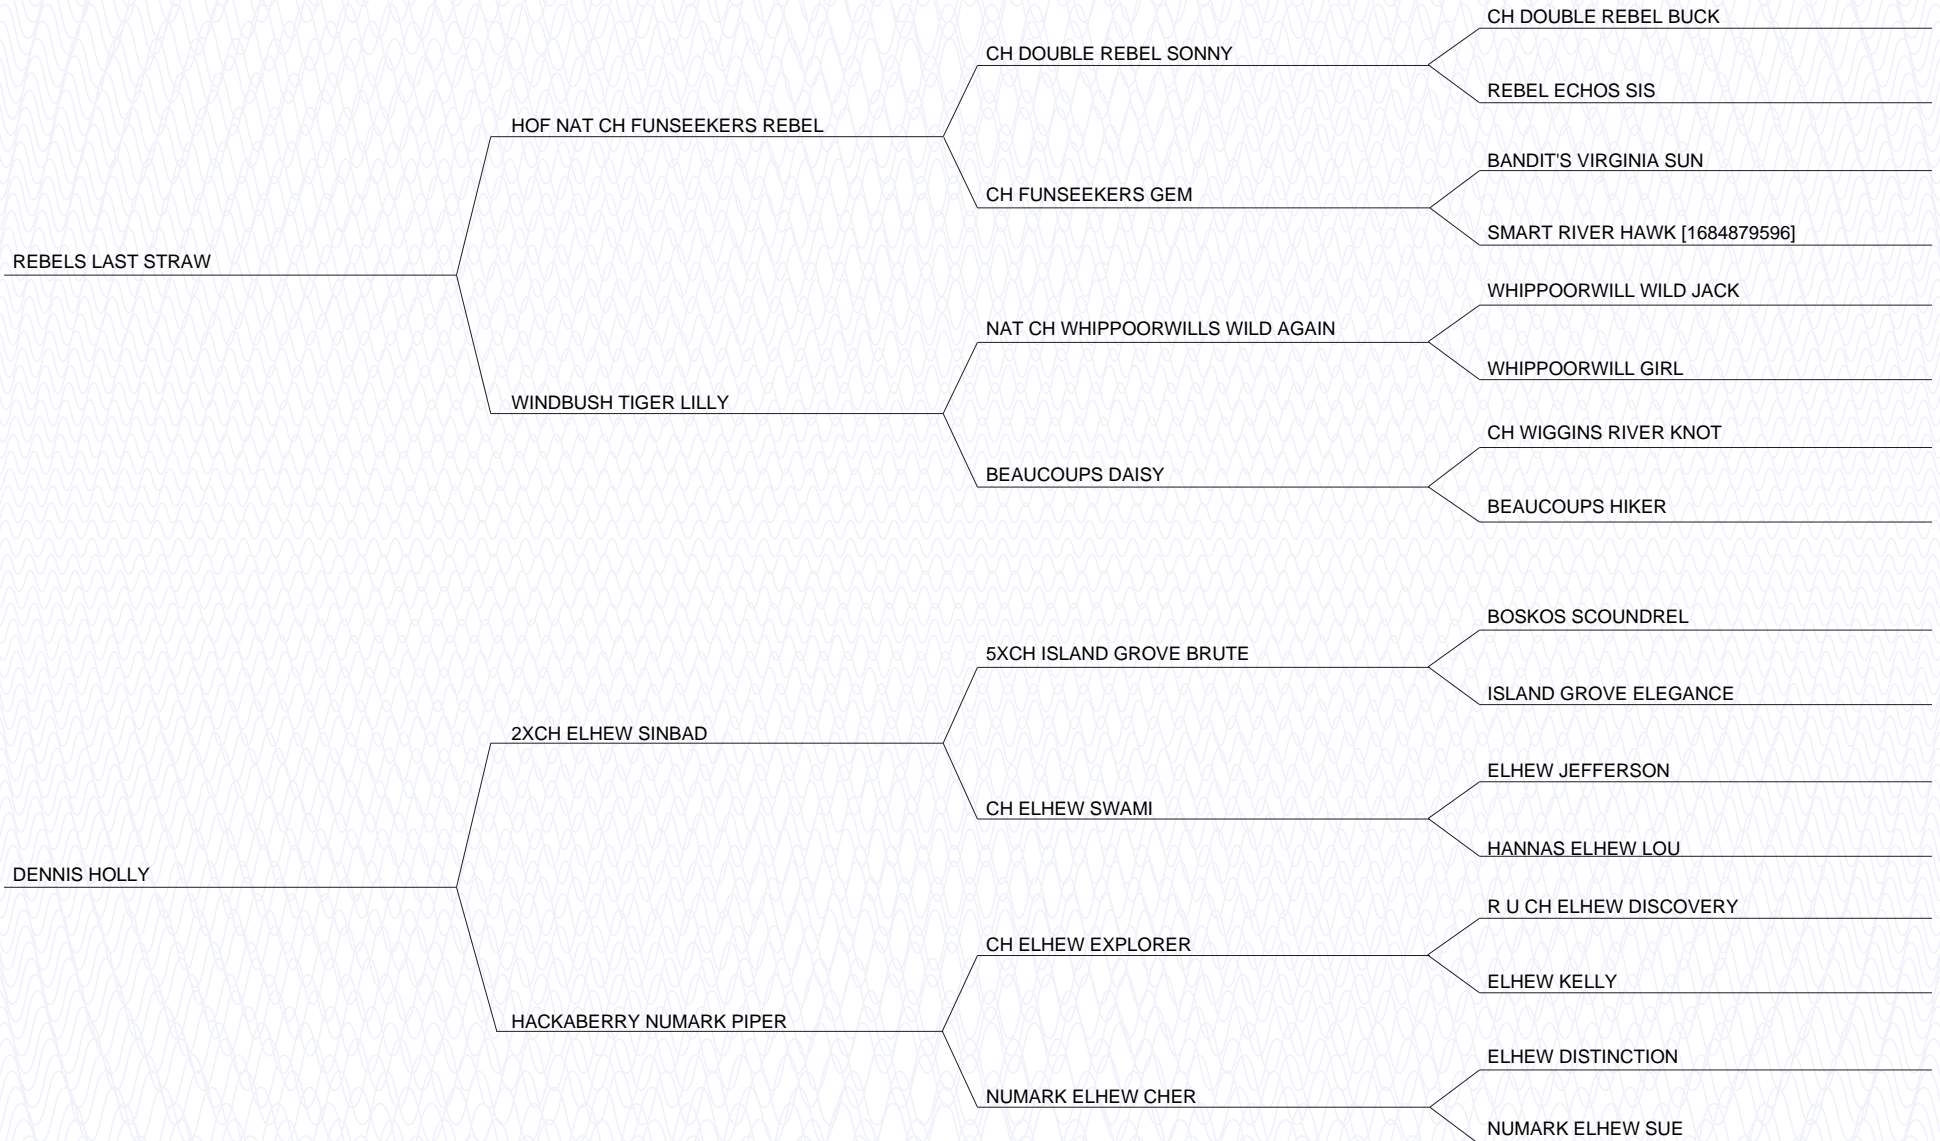 CH DOUBLE REBEL BUCK
CH DOUBLE REBEL SONNY
REBEL ECHOS SIS
HOF NAT CH FUNSEEKERS REBEL
BANDIT'S VIRGINIA SUN
CH FUNSEEKERS GEM
SMART RIVER HAWK [1684879596]
REBELS LAST STRAW
WHIPPOORWILL WILD JACK
NAT CH WHIPPOORWILLS WILD AGAIN
WHIPPOORWILL GIRL
WINDBUSH TIGER LILLY
CH WIGGINS RIVER KNOT
BEAUCOUPS DAISY
BEAUCOUPS HIKER
BOSKOS SCOUNDREL
5XCH ISLAND GROVE BRUTE
ISLAND GROVE ELEGANCE
2XCH ELHEW SINBAD
ELHEW JEFFERSON
CH ELHEW SWAMI
HANNAS ELHEW LOU
DENNIS HOLLY
R U CH ELHEW DISCOVERY
CH ELHEW EXPLORER
ELHEW KELLY
HACKABERRY NUMARK PIPER
ELHEW DISTINCTION
NUMARK ELHEW CHER
NUMARK ELHEW SUE